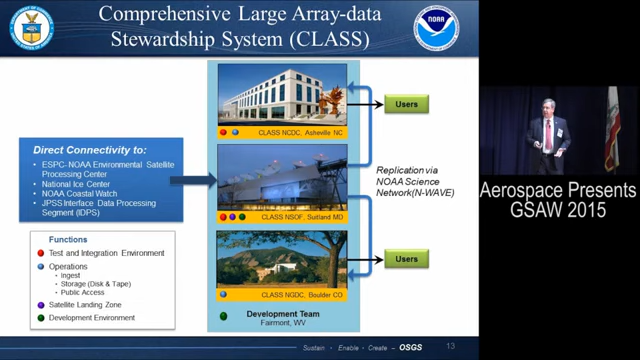 Comprehensive Large Array-data
Stewardship System (CLASS)
NOAA
Users
CLASS NCDC, Asheville NC
Direct Connectivity to:
• ESPC- NOAA Environmental Satellite
Processing Center
• National Ice Center
• NOAA Coastal Watch
• JPSS Interface Data Processing
Segment (IDPS)
Replication via
NOAA Science
Network(N-WAVE)
CLASS NSOF, Suitland MD
Functions
Test and Integration Environment
Operations
• Ingest
• Storage (Disk & Tape)
• Public Access
Satellite Landing Zone
Development Environment
Users
CLASS NGDC, Boulder CO
Development Team
Fairmont, WV
Sustain - Enable - Create – OSGS
13
Aerospace Presents
GSAW 2015